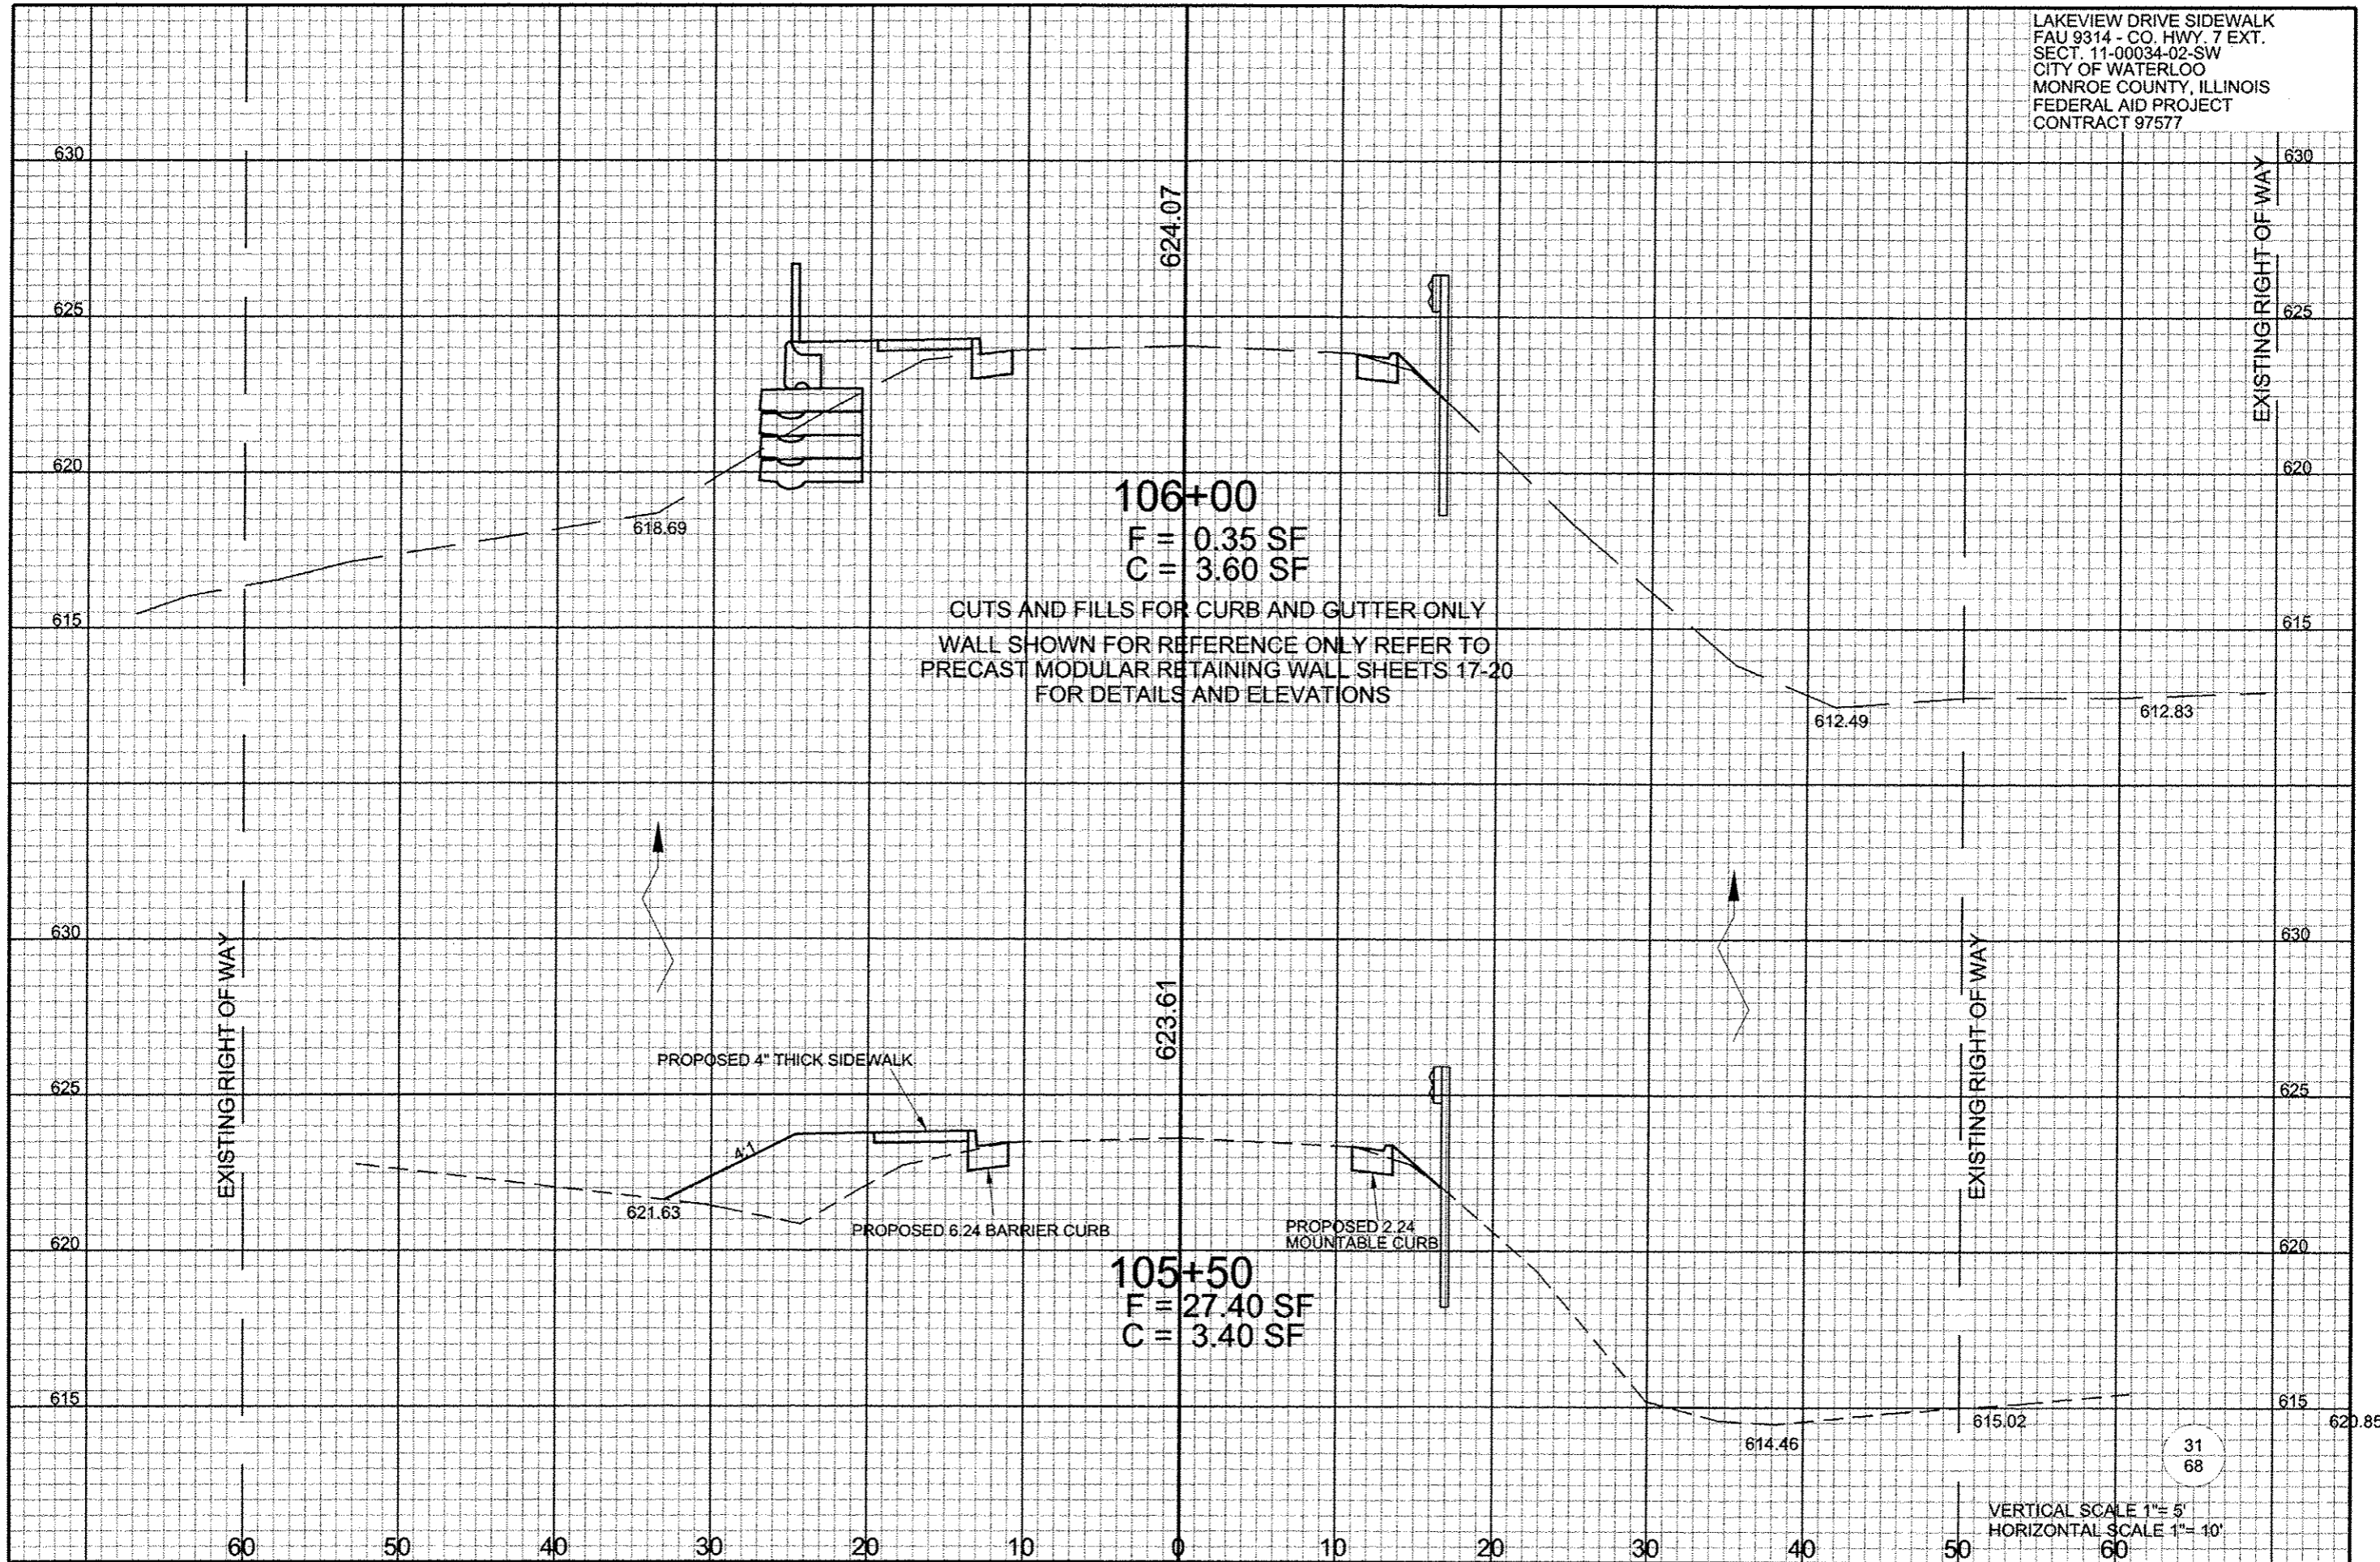 LAKEVIEW DRIVE SIDEWALK
FAU 9314 - CO. HWY. 7 EXT.
SECT. 11-00034-02-SW
CITY OF WATERLOO
MONROE COUNTY, ILLINOIS
FEDERAL AID PROJECT
CONTRACT 97577
630
630
EXISTING RIGHT OF WAY
624.07
625
625
620
620
618.69
106+00
F = 0.35 SF
C = 3.60 SF
CUTS AND FILLS FOR CURB AND GUTTER ONLY
WALL SHOWN FOR REFERENCE ONLY REFER TO
PRECAST MODULAR RETAINING WALL SHEETS 17-20
FOR DETAILS AND ELEVATIONS
615
615
612.49
612.83
630
630
EXISTING RIGHT OF WAY
EXISTING RIGHT OF WAY
623.61
PROPOSED 4" THICK SIDEWALK
625
625
4:1
621.63
PROPOSED 6.24 BARRIER CURB
PROPOSED 2.24
MOUNTABLE CURB
620
620
105+50
F = 27.40 SF
C = 3.40 SF
615
615
614.46
615.02
620.85
31
68
VERTICAL SCALE 1"= 5'
HORIZONTAL SCALE 1"= 10'
60 50 40 30 20 10 0 10 20 30 40 50 60